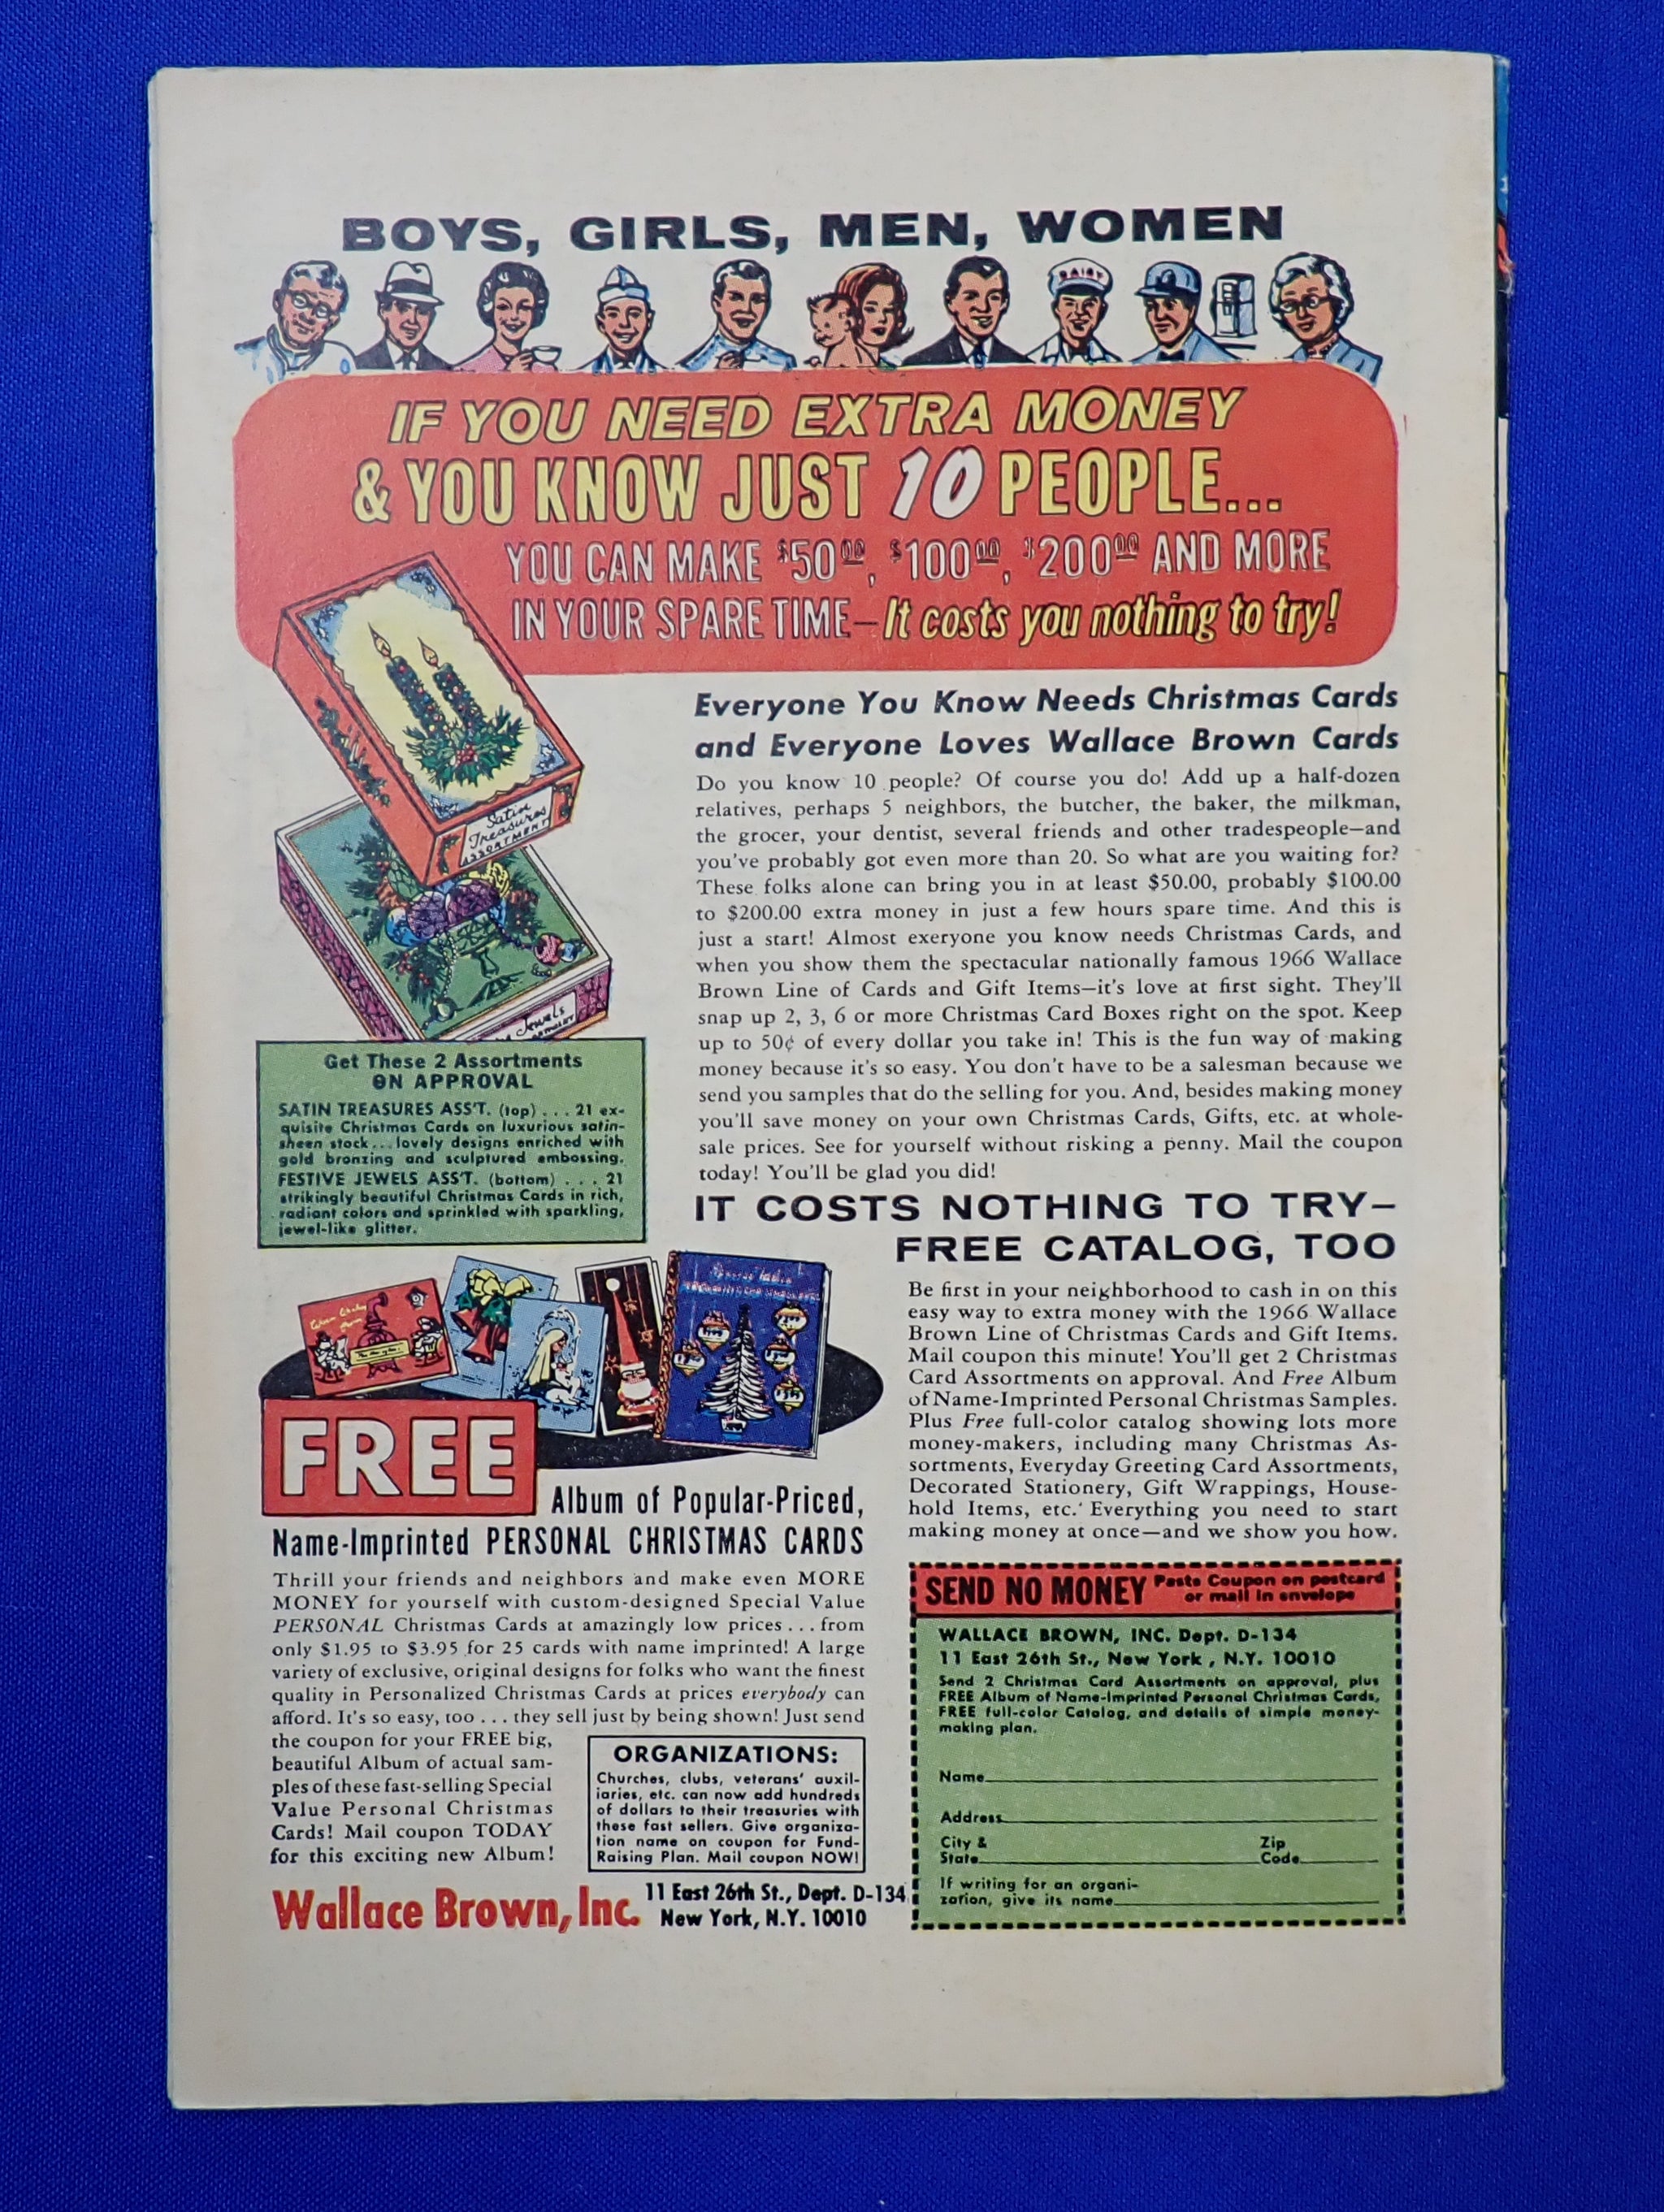 BOYS, GIRLS, MEN, WOMEN
DAIRY
IF YOU NEED EXTRA MONEY
& YOU KNOW JUST 10 PEOPLE...
YOU CAN MAKE $50.00, $100.00, $200.00 AND MORE
IN YOUR SPARE TIME—It costs you nothing to try!
Satin
Treasures
ASSORTMENT
Jewels
Everyone You Know Needs Christmas Cards
and Everyone Loves Wallace Brown Cards
Do you know 10 people? Of course you do! Add up a half-dozen
relatives, perhaps 5 neighbors, the butcher, the baker, the milkman,
the grocer, your dentist, several friends and other tradespeople—and
you've probably got even more than 20. So what are you waiting for?
These folks alone can bring you in at least $50.00, probably $100.00
to $200.00 extra money in just a few hours spare time. And this is
just a start! Almost exeryone you know needs Christmas Cards, and
when you show them the spectacular nationally famous 1966 Wallace
Brown Line of Cards and Gift Items—it's love at first sight. They'll
snap up 2, 3, 6 or more Christmas Card Boxes right on the spot. Keep
up to 50¢ of every dollar you take in! This is the fun way of making
money because it's so easy. You don't have to be a salesman because we
send you samples that do the selling for you. And, besides making money
you'll save money on your own Christmas Cards, Gifts, etc. at whole-
sale prices. See for yourself without risking a penny. Mail the coupon
today! You'll be glad you did!
Get These 2 Assortments
ON APPROVAL
SATIN TREASURES ASS'T. (top) . . . 21 ex-
quisite Christmas Cards on luxurious satin-
sheen stock... lovely designs enriched with
gold bronzing and sculptured embossing.
FESTIVE JEWELS ASS'T. (bottom) . . . 21
strikingly beautiful Christmas Cards in rich,
radiant colors and sprinkled with sparkling,
jewel-like glitter.
IT COSTS NOTHING TO TRY—
FREE CATALOG, TOO
Be first in your neighborhood to cash in on this
easy way to extra money with the 1966 Wallace
Brown Line of Christmas Cards and Gift Items.
Mail coupon this minute! You'll get 2 Christmas
Card Assortments on approval. And Free Album
of Name-Imprinted Personal Christmas Samples.
Plus Free full-color catalog showing lots more
money-makers, including many Christmas As-
sortments, Everyday Greeting Card Assortments,
Decorated Stationery, Gift Wrappings, House-
hold Items, etc. Everything you need to start
making money at once—and we show you how.
FREE
Album of Popular-Priced,
Name-Imprinted PERSONAL CHRISTMAS CARDS
Thrill your friends and neighbors and make even MORE
MONEY for yourself with custom-designed Special Value
PERSONAL Christmas Cards at amazingly low prices . . . from
only $1.95 to $3.95 for 25 cards with name imprinted! A large
variety of exclusive, original designs for folks who want the finest
quality in Personalized Christmas Cards at prices everybody can
afford. It's so easy, too . . . they sell just by being shown! Just send
the coupon for your FREE big,
beautiful Album of actual sam-
ples of these fast-selling Special
Value Personal Christmas
Cards! Mail coupon TODAY
for this exciting new Album!
ORGANIZATIONS:
Churches, clubs, veterans' auxil-
iaries, etc. can now add hundreds
of dollars to their treasuries with
these fast sellers. Give organiza-
tion name on coupon for Fund-
Raising Plan. Mail coupon NOW!
Wallace Brown, Inc.
11 East 26th St., Dept. D-134
New York, N.Y. 10010
SEND NO MONEY Paste Coupon on postcard
or mail in envelope
WALLACE BROWN, INC. Dept. D-134
11 East 26th St., New York, N.Y. 10010
Send 2 Christmas Card Assortments on approval, plus
FREE Album of Name-Imprinted Personal Christmas Cards,
FREE full-color Catalog, and details of simple money-
making plan.
Name
Address
City & Zip
State Code
If writing for an organi-
zation, give its name